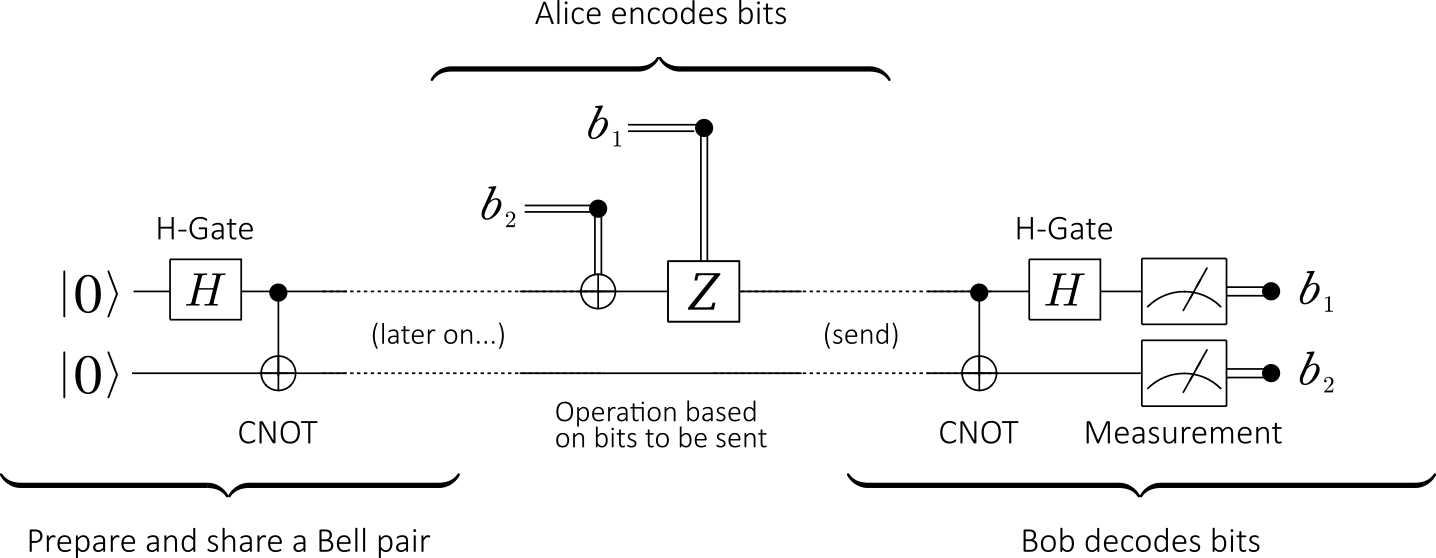 Alice encodes bits
b₁
b₂
H-Gate
H-Gate
|0⟩ H Z H b₁
(later on...) (send)
|0⟩ b₂
Operation based
on bits to be sent
CNOT CNOT Measurement
Prepare and share a Bell pair Bob decodes bits